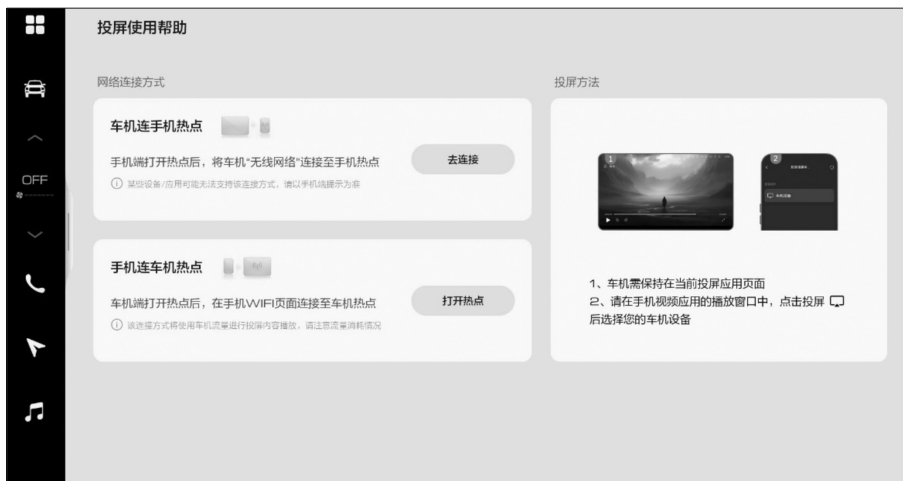 投屏使用帮助
网络连接方式
车机连手机热点
手机端打开热点后，将车机“无线网络”连接至手机热点
某些设备/应用可能无法支持该连接方式，请以手机端提示为准
去连接
手机连车机热点
车机端打开热点后，在手机WIFI页面连接至车机热点
该连接方式将使用车机流量进行投屏内容播放，请注意流量消耗情况
打开热点
投屏方法
1
2
1、车机需保持在当前投屏应用页面
2、请在手机视频应用的播放窗口中，点击投屏
后选择您的车机设备
OFF